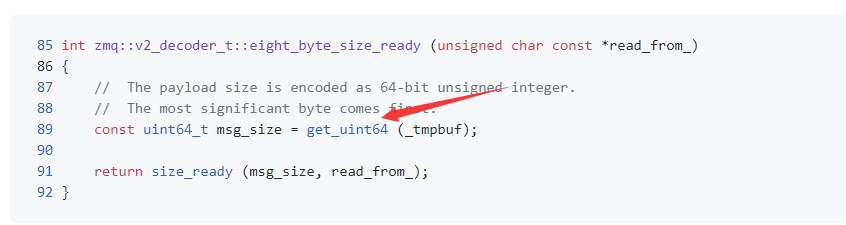 85 int zmq::v2_decoder_t::eight_byte_size_ready (unsigned char const *read_from_)
86 {
87 // The payload size is encoded as 64-bit unsigned integer.
88 // The most significant byte comes first.
89 const uint64_t msg_size = get_uint64 (_tmpbuf);
90
91 return size_ready (msg_size, read_from_);
92 }